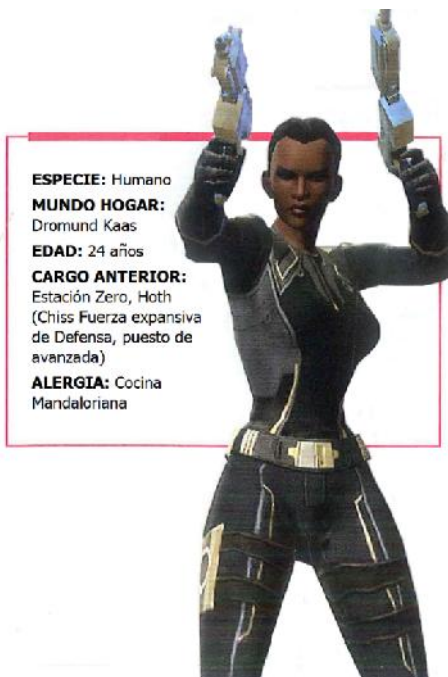 ESPECIE: Humano
MUNDO HOGAR:
Dromund Kaas
EDAD: 24 años
CARGO ANTERIOR:
Estación Zero, Hoth
(Chiss Fuerza expansiva
de Defensa, puesto de
avanzada)
ALERGIA: Cocina
Mandaloriana